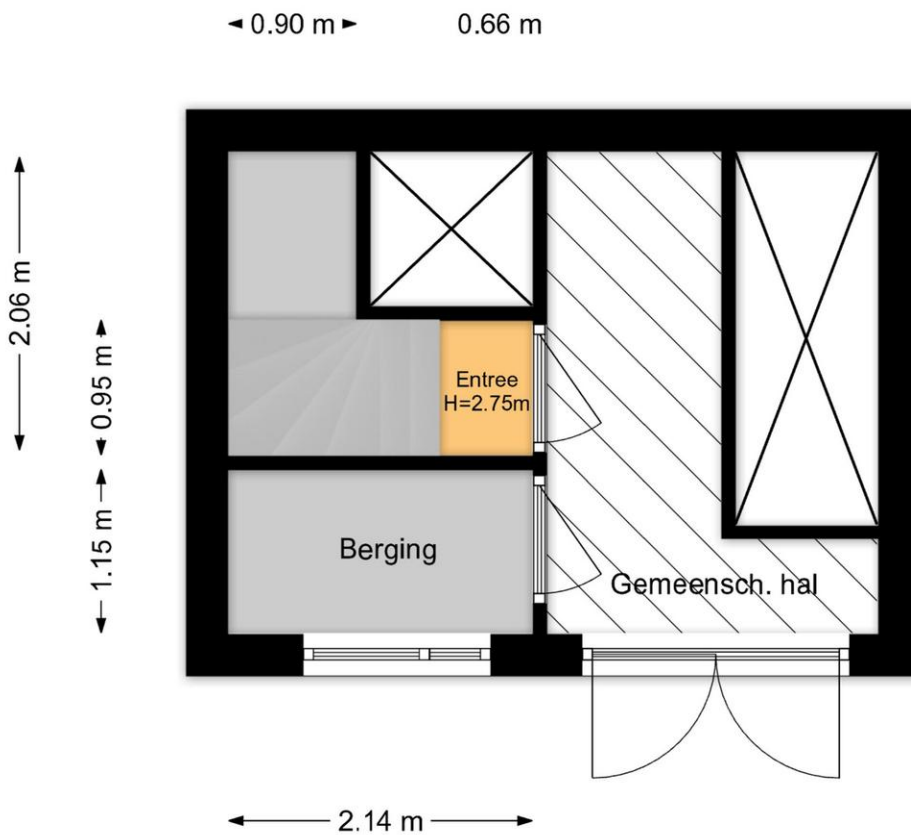 0.90 m
0.66 m
2.06 m
0.95 m
Entree
H=2.75m
1.15 m
Berging
Gemeensch. hal
2.14 m